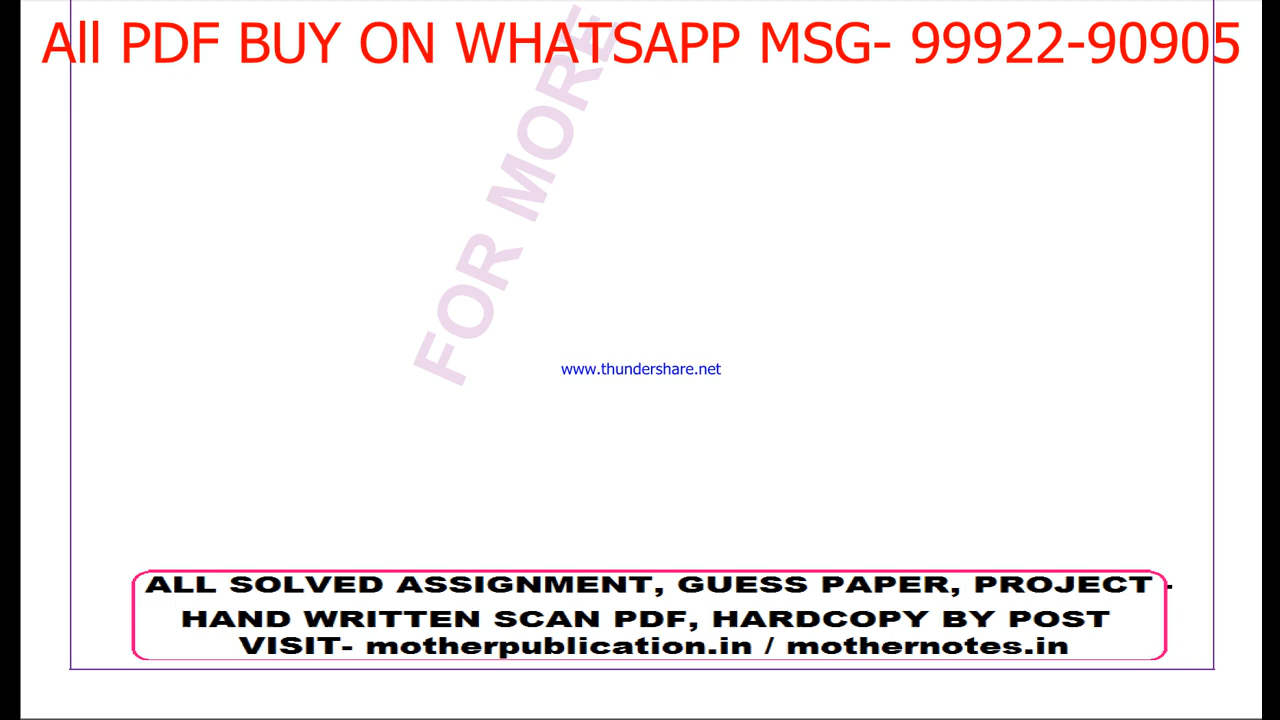 All PDF BUY ON WHATSAPP MSG- 99922-90905
FOR MORE
www.thundershare.net
ALL SOLVED ASSIGNMENT, GUESS PAPER, PROJECT -
HAND WRITTEN SCAN PDF, HARDCOPY BY POST
VISIT- motherpublication.in / mothernotes.in